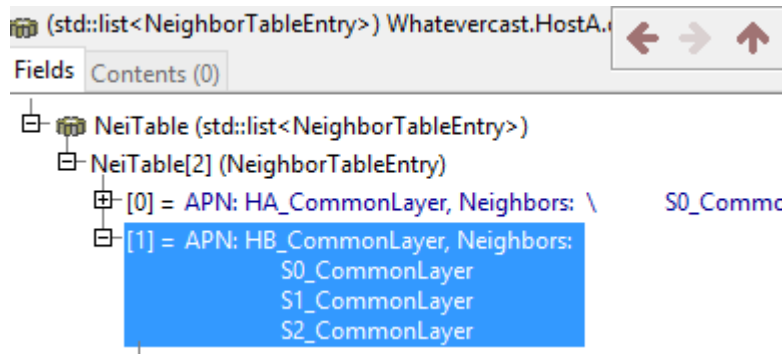 (std::list<NeighborTableEntry>) Whatevercast.HostA.
Fields Contents (0)
NeiTable (std::list<NeighborTableEntry>)
NeiTable[2] (NeighborTableEntry)
[0] = APN: HA_CommonLayer, Neighbors: \ S0_Commo
[1] = APN: HB_CommonLayer, Neighbors:
S0_CommonLayer
S1_CommonLayer
S2_CommonLayer